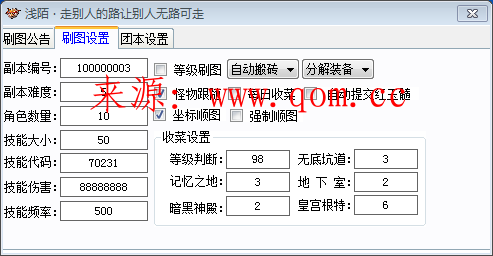 浅陌·走别人的路让别人无路可走
刷图公告 刷图设置 团本设置
副本编号: 100000003 等级刷图 自动搬砖 分解装备
副本难度: 5 怪物跟随 每日收菜 自动提交红玉髓
来源:www.qom.cc
角色数量: 10 坐标顺图 强制顺图
技能大小: 50 收菜设置
技能代码: 70231 等级判断: 98 无底坑道: 3
技能伤害: 88888888 记忆之地: 3 地下室: 2
技能频率: 500 暗黑神殿: 2 皇宫根特: 6